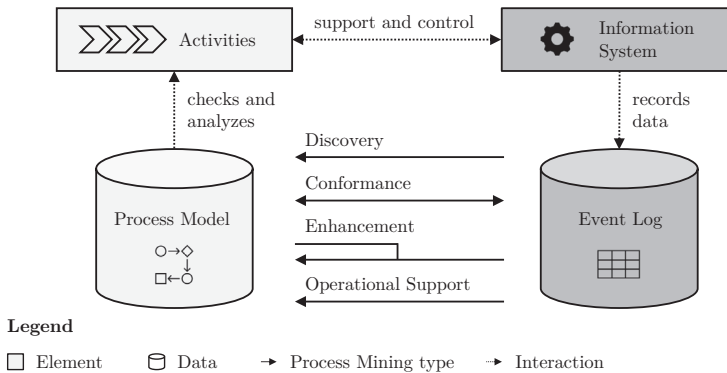 Activities
support and control
Information
System
checks and
analyzes
records
data
Discovery
Conformance
Enhancement
Operational Support
Process Model
Event Log
Legend
Element
Data
Process Mining type
Interaction